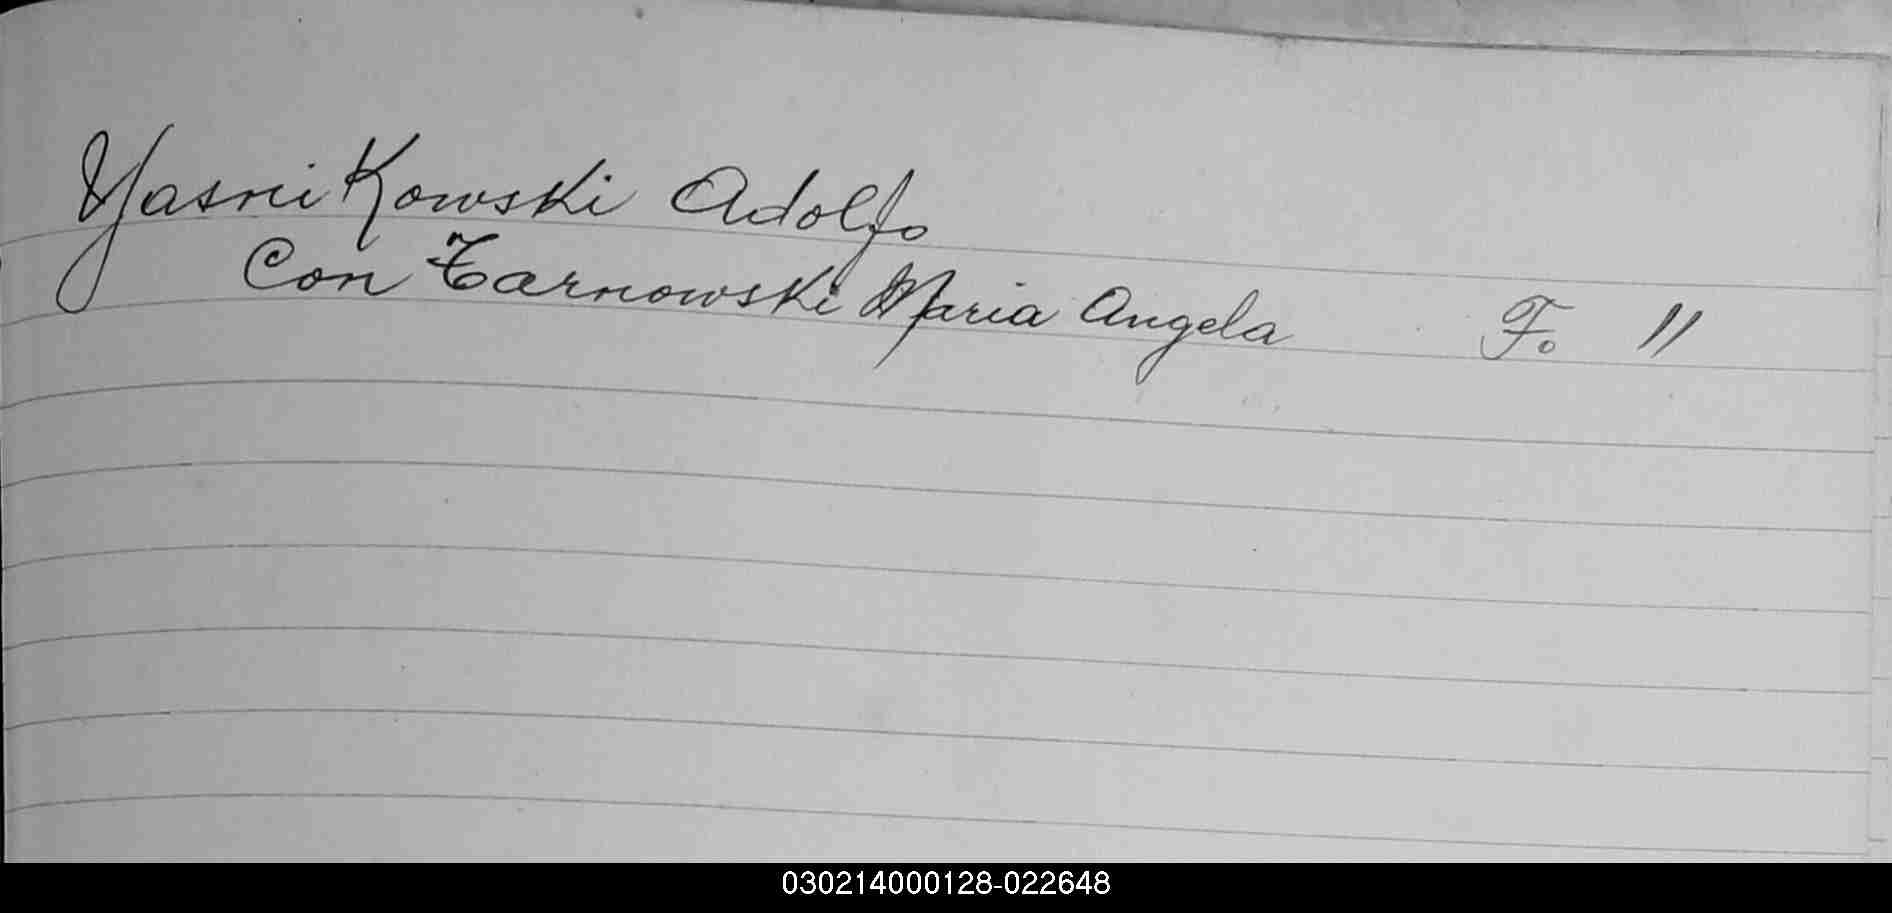 YasniKowski Adolfo
Con TarnowsKi Maria Angela F. 11
030214000128-022648